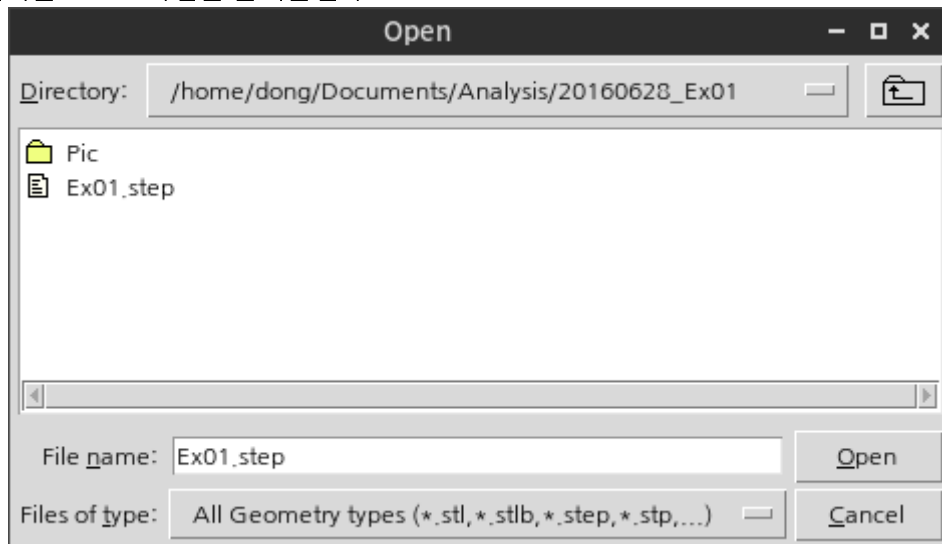 Open
Directory: /home/dong/Documents/Analysis/20160628_Ex01
Pic
Ex01.step
File name: Ex01.step Open
Files of type: All Geometry types (*.stl,*.stlb,*.step,*.stp,...) Cancel